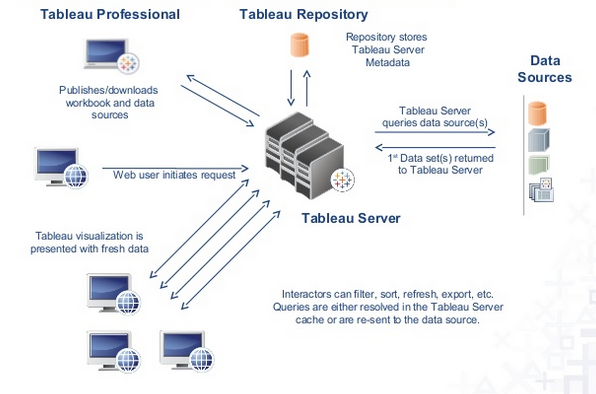 Tableau Professional
Tableau Repository
Repository stores
Tableau Server
Metadata
Data
Sources
Publishes/downloads
workbook and data
sources
Tableau Server
queries data source(s)
1st Data set(s) returned
to Tableau Server
Web user initiates request
Tableau Server
Tableau visualization is
presented with fresh data
Interactors can filter, sort, refresh, export, etc.
Queries are either resolved in the Tableau Server
cache or are re-sent to the data source.